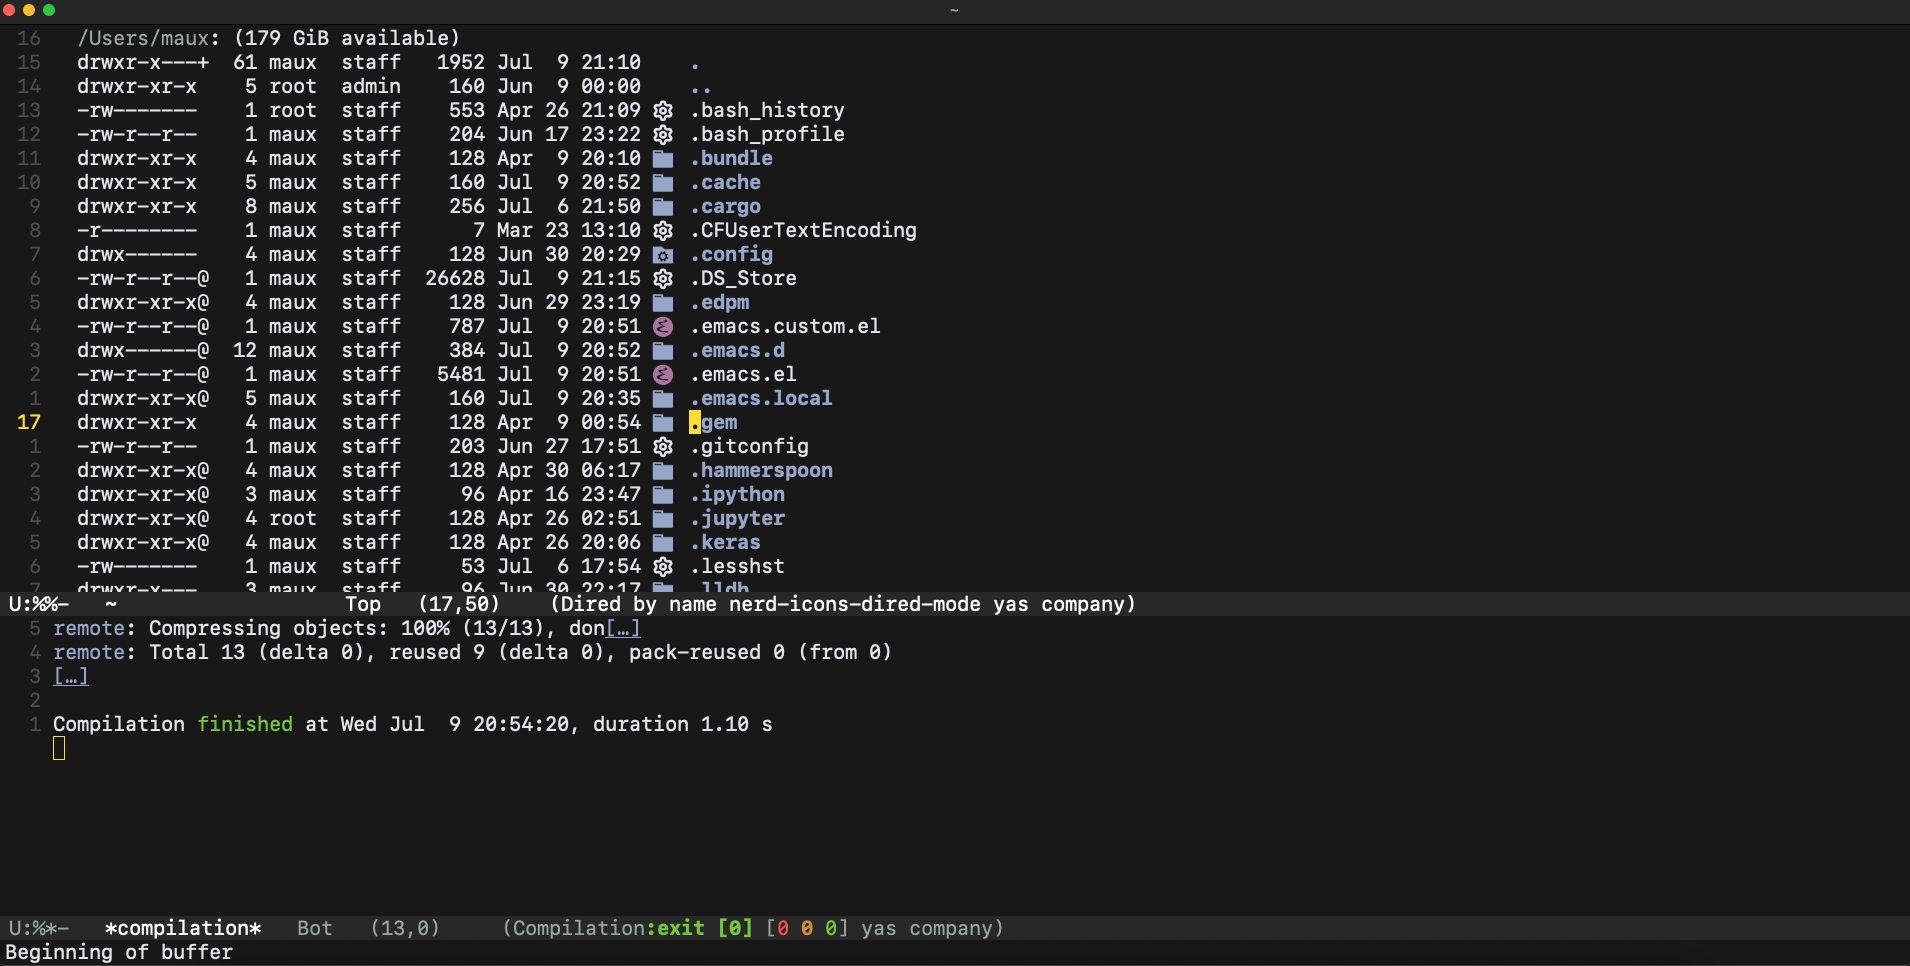 ~
16 /Users/maux: (179 GiB available)
15 drwxr-x---+ 61 maux staff 1952 Jul 9 21:10 .
14 drwxr-xr-x 5 root admin 160 Jun 9 00:00 ..
13 -rw------- 1 root staff 553 Apr 26 21:09 .bash_history
12 -rw-r--r-- 1 maux staff 204 Jun 17 23:22 .bash_profile
11 drwxr-xr-x 4 maux staff 128 Apr 9 20:10 .bundle
10 drwxr-xr-x 5 maux staff 160 Jul 9 20:52 .cache
9 drwxr-xr-x 8 maux staff 256 Jul 6 21:50 .cargo
8 -r-------- 1 maux staff 7 Mar 23 13:10 .CFUserTextEncoding
7 drwx------ 4 maux staff 128 Jun 30 20:29 .config
6 -rw-r--r--@ 1 maux staff 26628 Jul 9 21:15 .DS_Store
5 drwxr-xr-x@ 4 maux staff 128 Jun 29 23:19 .edpm
4 -rw-r--r--@ 1 maux staff 787 Jul 9 20:51 .emacs.custom.el
3 drwx------@ 12 maux staff 384 Jul 9 20:52 .emacs.d
2 -rw-r--r--@ 1 maux staff 5481 Jul 9 20:51 .emacs.el
1 drwxr-xr-x@ 5 maux staff 160 Jul 9 20:35 .emacs.local
17 drwxr-xr-x 4 maux staff 128 Apr 9 00:54 .gem
1 -rw-r--r-- 1 maux staff 203 Jun 27 17:51 .gitconfig
2 drwxr-xr-x@ 4 maux staff 128 Apr 30 06:17 .hammerspoon
3 drwxr-xr-x@ 3 maux staff 96 Apr 16 23:47 .ipython
4 drwxr-xr-x@ 4 root staff 128 Apr 26 02:51 .jupyter
5 drwxr-xr-x@ 4 maux staff 128 Apr 26 20:06 .keras
6 -rw------- 1 maux staff 53 Jul 6 17:54 .lesshst
7 drwxr-x--- 3 maux staff 96 Jun 30 22:17 .lldb
U:%%- ~ Top (17,50) (Dired by name nerd-icons-dired-mode yas company)
5 remote: Compressing objects: 100% (13/13), don[…]
4 remote: Total 13 (delta 0), reused 9 (delta 0), pack-reused 0 (from 0)
3 […]
2
1 Compilation finished at Wed Jul 9 20:54:20, duration 1.10 s
U:%*- *compilation* Bot (13,0) (Compilation:exit [0] [0 0 0] yas company)
Beginning of buffer